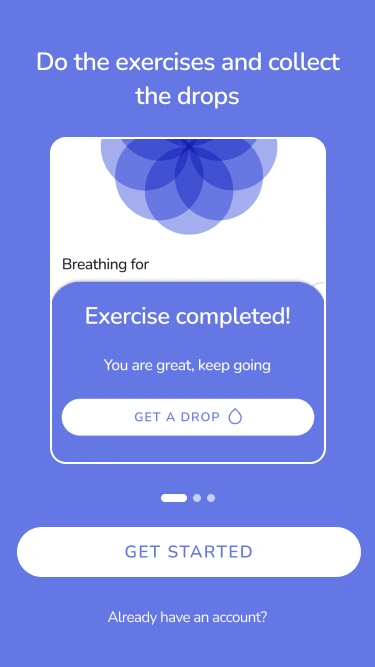 Do the exercises and collect
the drops
Breathing for
Exercise completed!
You are great, keep going
GET A DROP
GET STARTED
Already have an account?